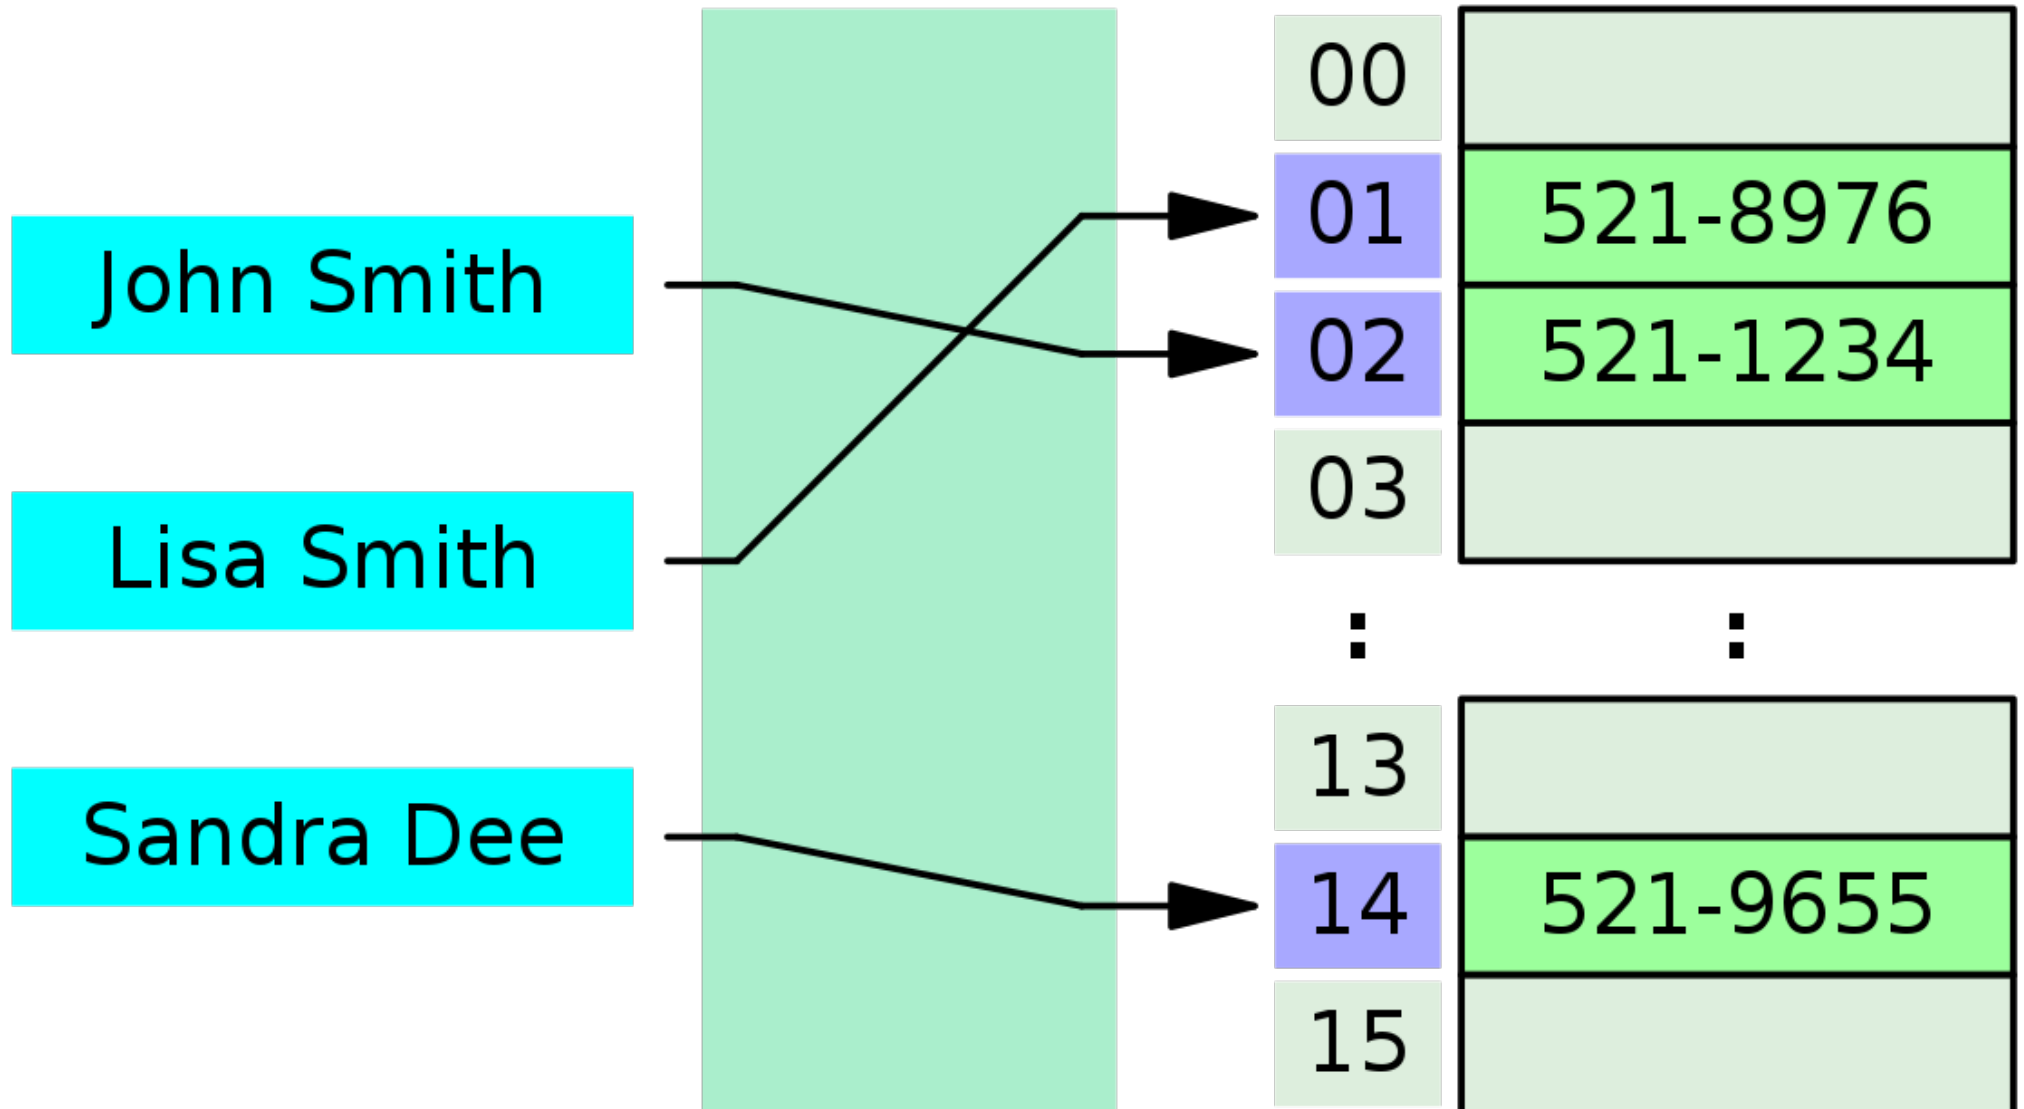 00
01 521-8976
John Smith
02 521-1234
03
Lisa Smith
: :
13
Sandra Dee
14 521-9655
15